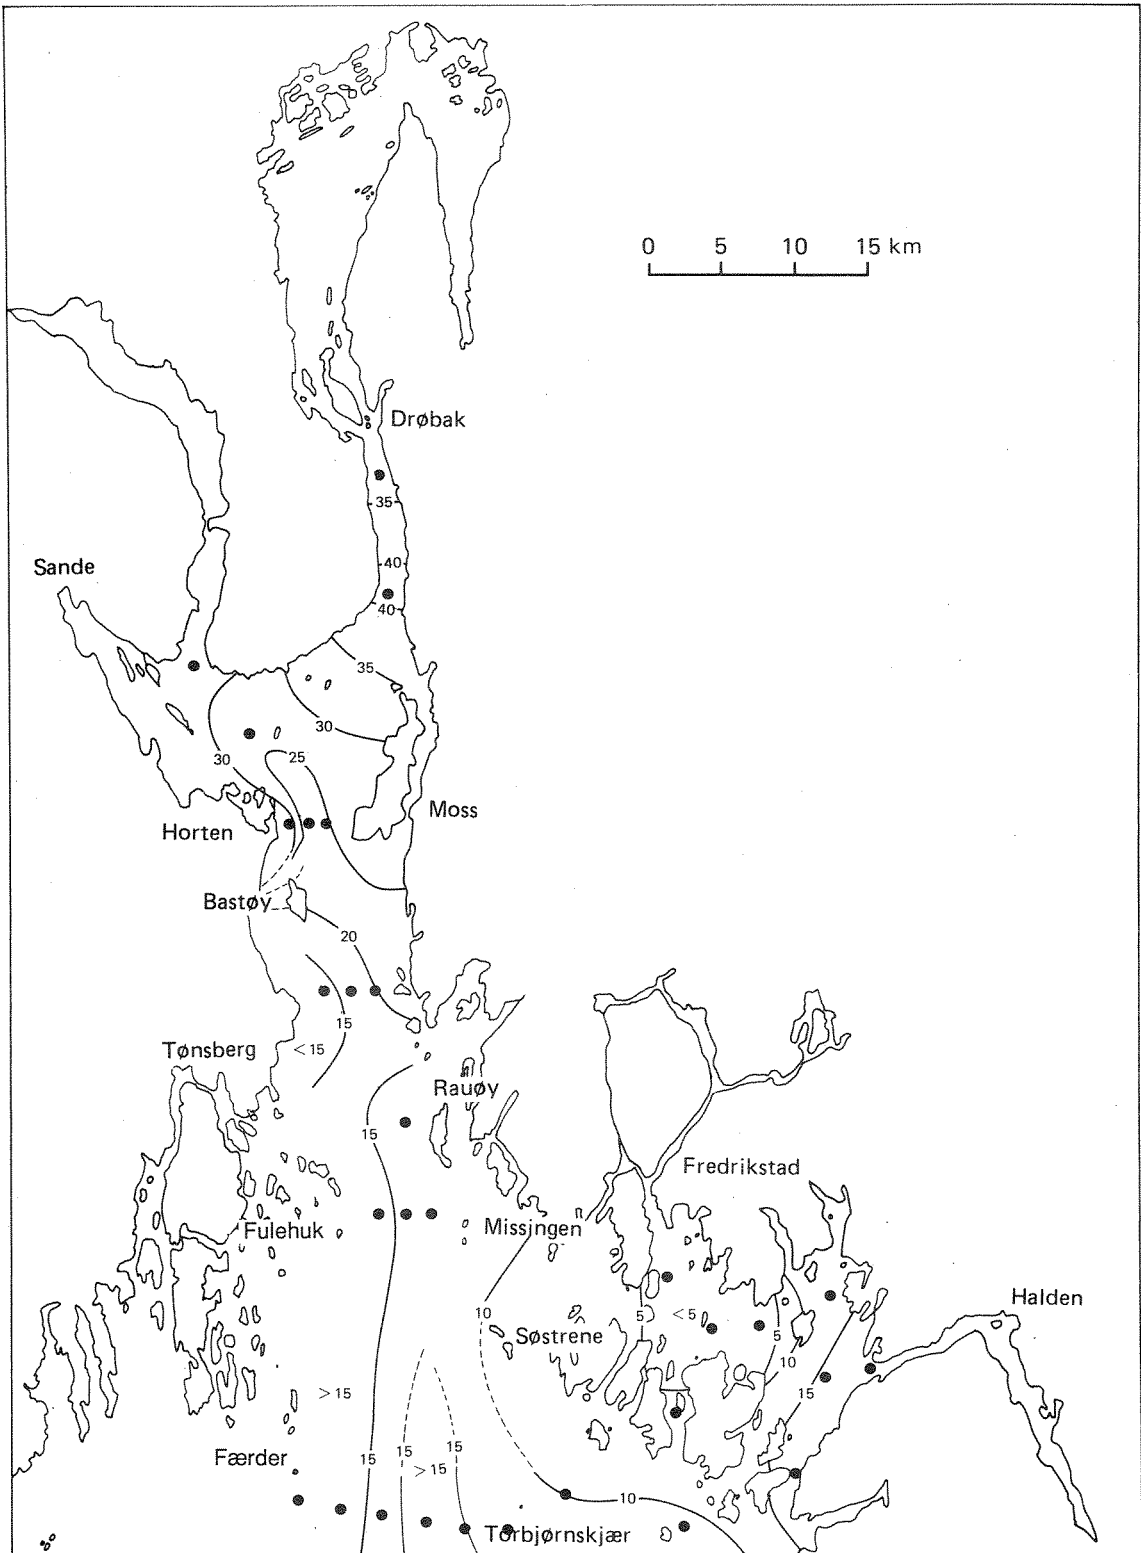 0 5 10 15 km
Drøbak
35
40
Sande
40
35
30
30
25
Moss
Horten
Bastøy
20
15
Tønsberg
<15
Rauøy
15
Fredrikstad
Missjngen
Fulehuk
10
Halden
5
<5
Søstrene
5
10
>15
15
15
15
Færder
15
>15
10
Torbjørnskjær